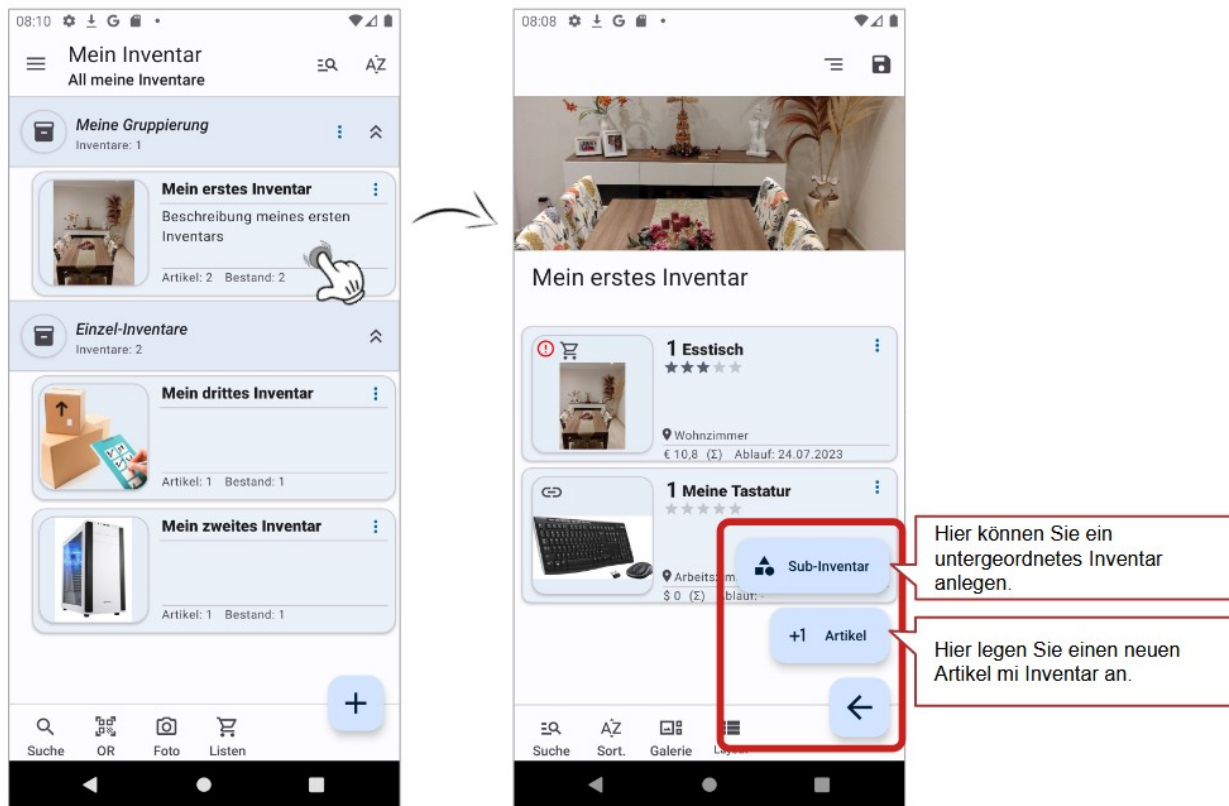 08:10
Mein Inventar
All meine Inventare
AZ
Meine Gruppierung
Inventare: 1
Mein erstes Inventar
Beschreibung meines ersten
Inventars
Artikel: 2 Bestand: 2
Einzel-Inventare
Inventare: 2
Mein drittes Inventar
Artikel: 1 Bestand: 1
Mein zweites Inventar
Artikel: 1 Bestand: 1
Suche QR Foto Listen
08:08
Mein erstes Inventar
1 Esstisch
Wohnzimmer
€ 10,8 (Σ) Ablauf: 24.07.2023
1 Meine Tastatur
$ 0 (Σ) Ablauf: -
Sub-Inventar
+1 Artikel
AZ
Suche Sort. Galerie Layout
Hier können Sie ein
untergeordnetes Inventar
anlegen.
Hier legen Sie einen neuen
Artikel mi Inventar an.